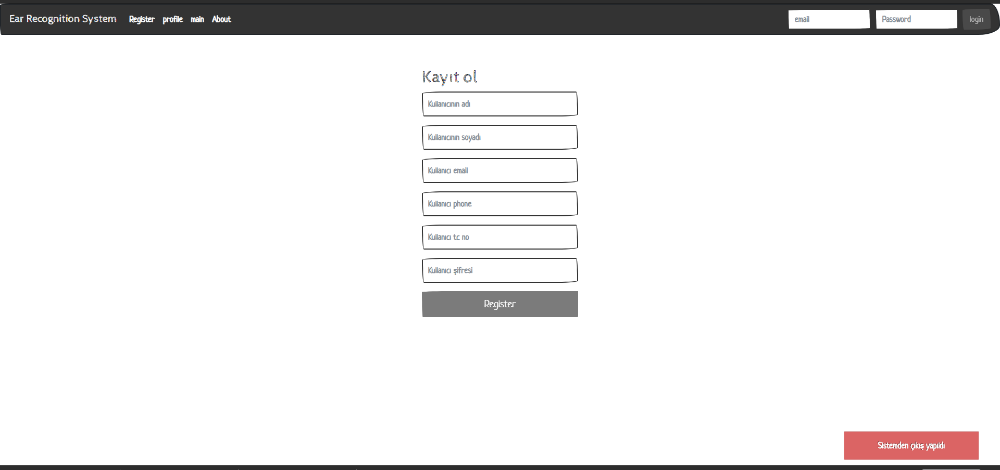 Ear Recognition System Register profile main About email Password login
Kayıt ol
Kullanıcının adı
Kullanıcının soyadı
Kullanıcı email
Kullanıcı phone
Kullanıcı tc no
Kullanıcı şifresi
Register
Sistemden çıkış yapıldı